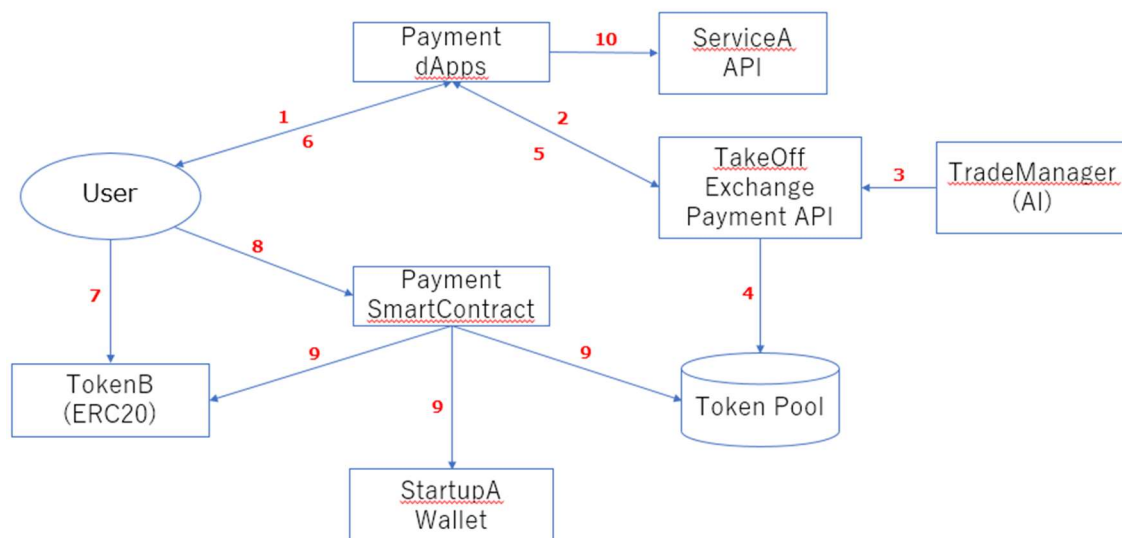 Payment
dApps
10
ServiceA
API
1
6
2
5
User
TakeOff
Exchange
Payment API
3
TradeManager
(AI)
8
7
Payment
SmartContract
4
9
9
9
TokenB
(ERC20)
Token Pool
StartupA
Wallet